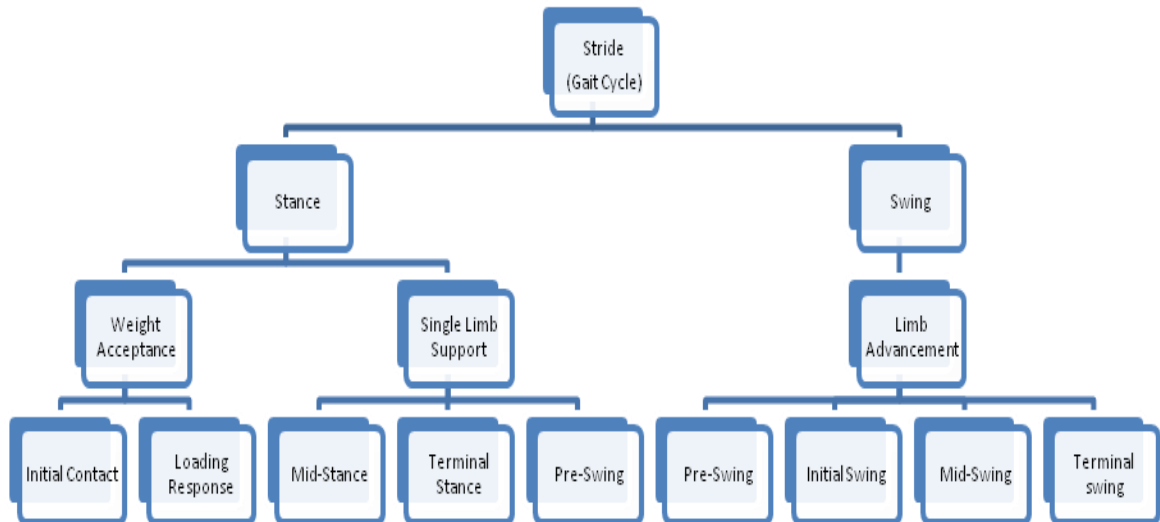 Stride
(Gait Cycle)
Stance
Swing
Weight
Acceptance
Single Limb
Support
Limb
Advancement
Initial Contact
Loading
Response
Mid-Stance
Terminal
Stance
Pre-Swing
Pre-Swing
Initial Swing
Mid-Swing
Terminal
swing